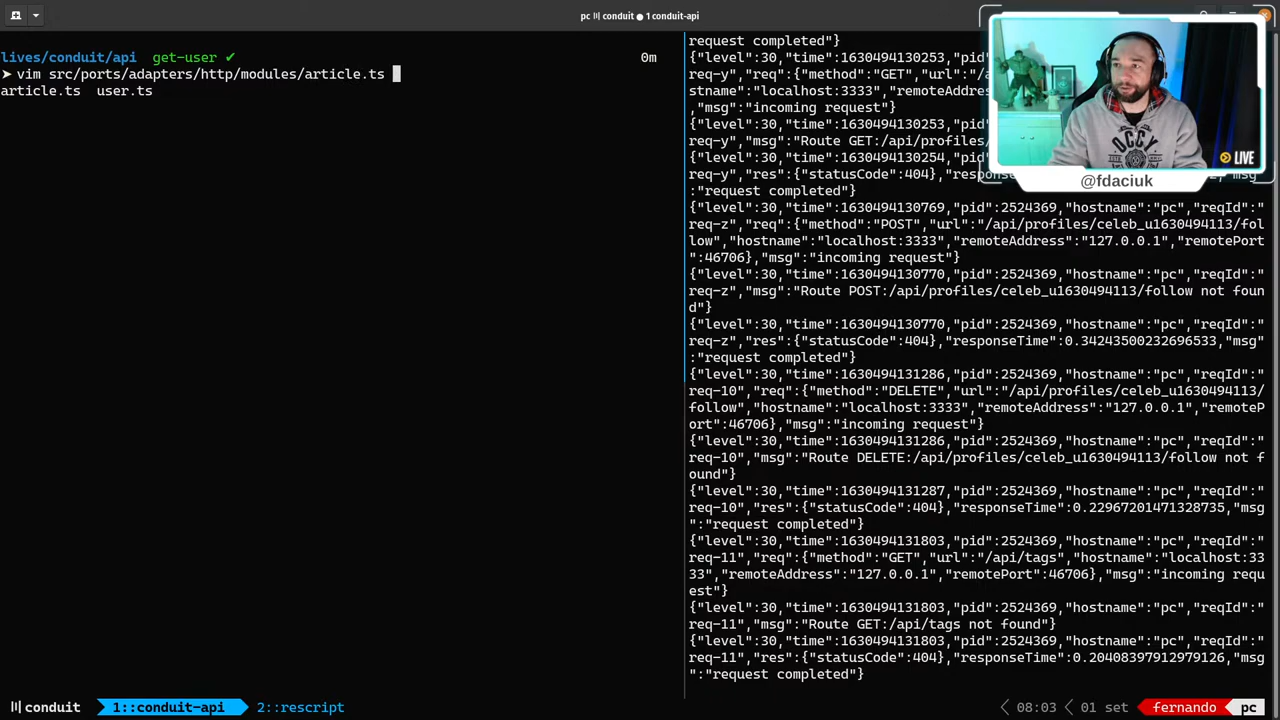 pc conduit ● 1 conduit-api
lives/conduit/api get-user ✔ 0m
➤ vim src/ports/adapters/http/modules/article.ts
article.ts user.ts
request completed"}
{"level":30,"time":1630494130253,"pid":2524369
req-y","req":{"method":"GET","url":"/a
stname":"localhost:3333","remoteAddres
,"msg":"incoming request"}
{"level":30,"time":1630494130253,"pid"
req-y","msg":"Route GET:/api/profiles/
{"level":30,"time":1630494130254,"pid"
req-y","res":{"statusCode":404},"respons
:"request completed"}
{"level":30,"time":1630494130769,"pid":2524369,"hostname":"pc","reqId":"
req-z","req":{"method":"POST","url":"/api/profiles/celeb_u1630494113/fol
low","hostname":"localhost:3333","remoteAddress":"127.0.0.1","remotePort
":46706},"msg":"incoming request"}
{"level":30,"time":1630494130770,"pid":2524369,"hostname":"pc","reqId":"
req-z","msg":"Route POST:/api/profiles/celeb_u1630494113/follow not foun
d"}
{"level":30,"time":1630494130770,"pid":2524369,"hostname":"pc","reqId":"
req-z","res":{"statusCode":404},"responseTime":0.34243500232696533,"msg"
:"request completed"}
{"level":30,"time":1630494131286,"pid":2524369,"hostname":"pc","reqId":"
req-10","req":{"method":"DELETE","url":"/api/profiles/celeb_u1630494113/
follow","hostname":"localhost:3333","remoteAddress":"127.0.0.1","remoteP
ort":46706},"msg":"incoming request"}
{"level":30,"time":1630494131286,"pid":2524369,"hostname":"pc","reqId":"
req-10","msg":"Route DELETE:/api/profiles/celeb_u1630494113/follow not f
ound"}
{"level":30,"time":1630494131287,"pid":2524369,"hostname":"pc","reqId":"
req-10","res":{"statusCode":404},"responseTime":0.22967201471328735,"msg
":"request completed"}
{"level":30,"time":1630494131803,"pid":2524369,"hostname":"pc","reqId":"
req-11","req":{"method":"GET","url":"/api/tags","hostname":"localhost:33
33","remoteAddress":"127.0.0.1","remotePort":46706},"msg":"incoming requ
est"}
{"level":30,"time":1630494131803,"pid":2524369,"hostname":"pc","reqId":"
req-11","msg":"Route GET:/api/tags not found"}
{"level":30,"time":1630494131803,"pid":2524369,"hostname":"pc","reqId":"
req-11","res":{"statusCode":404},"responseTime":0.20408397912979126,"msg
":"request completed"}
OCCY
LIVE
@fdaciuk
conduit 1::conduit-api 2::rescript 08:03 01 set fernando pc